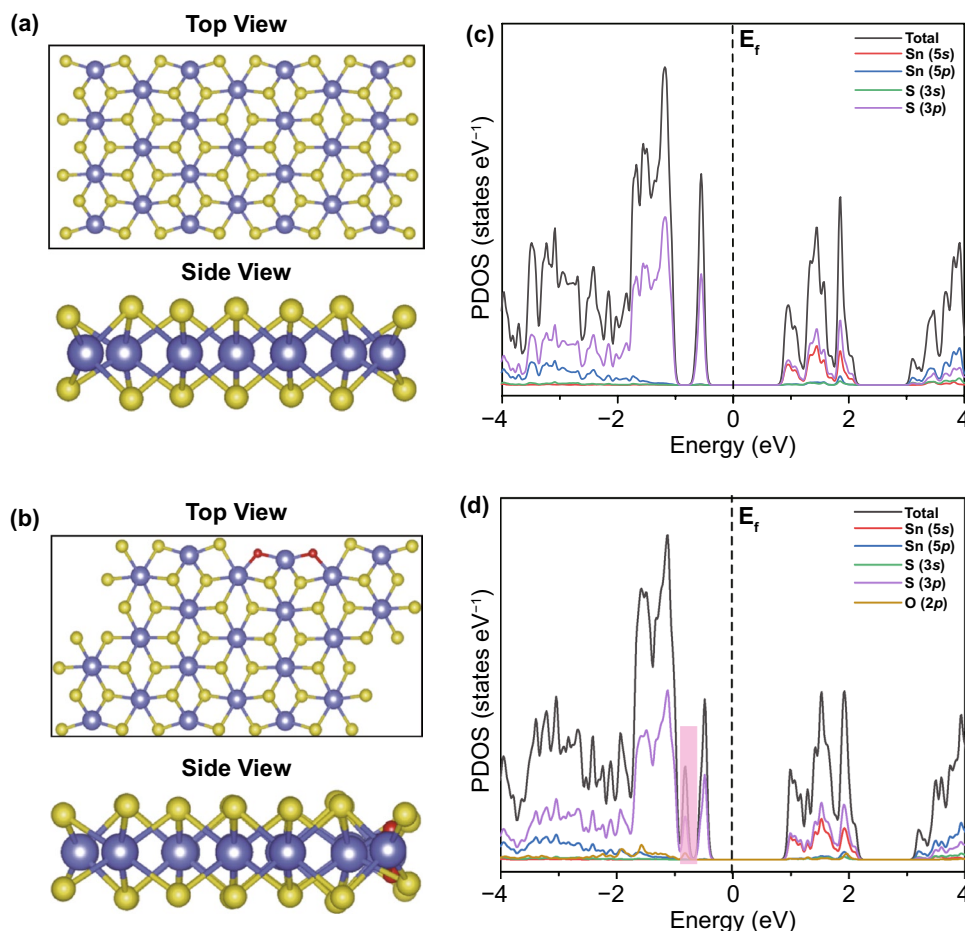 (a)
Top View
Side View
(b)
Top View
Side View
(c)
E_f
Total
Sn (5s)
Sn (5p)
S (3s)
S (3p)
PDOS (states eV⁻¹)
−4 −2 0 2 4
Energy (eV)
(d)
E_f
Total
Sn (5s)
Sn (5p)
S (3s)
S (3p)
O (2p)
PDOS (states eV⁻¹)
−4 −2 0 2 4
Energy (eV)